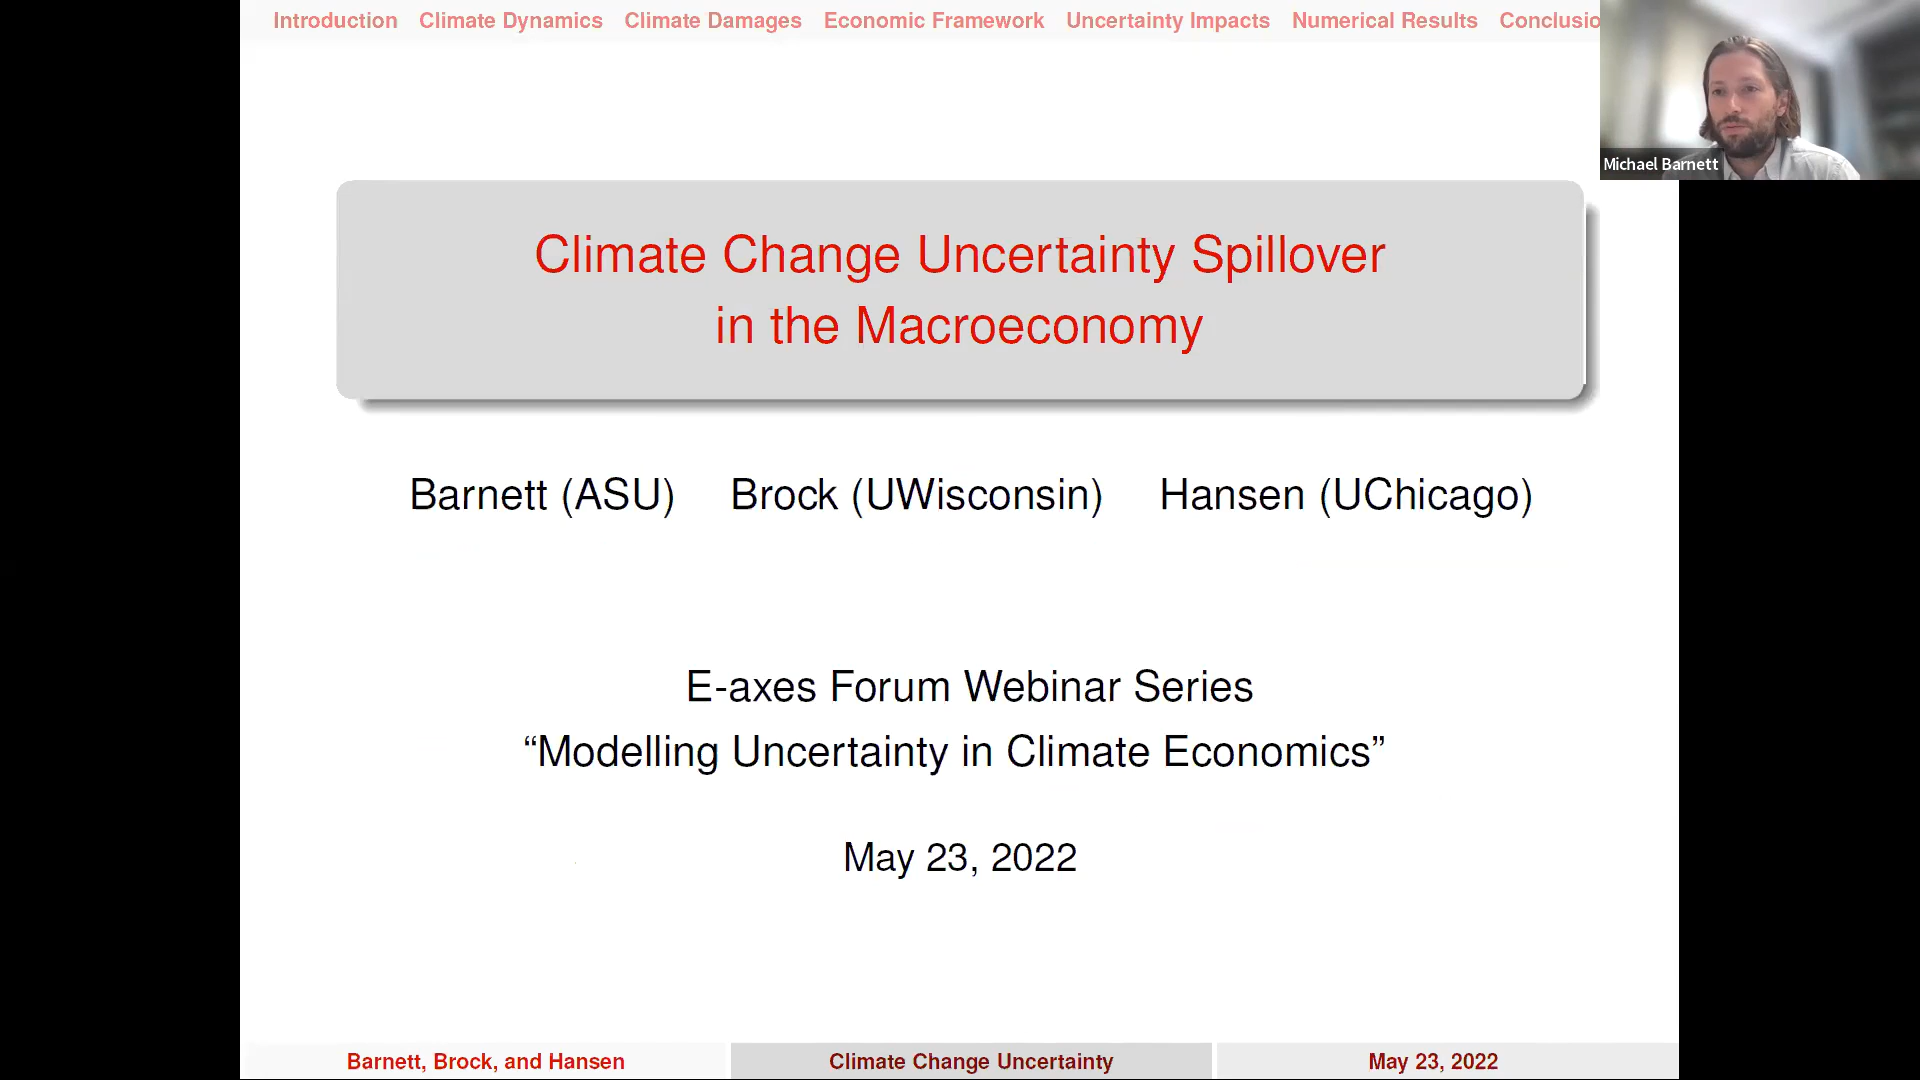 Introduction Climate Dynamics Climate Damages Economic Framework Uncertainty Impacts Numerical Results Conclusio
Michael Barnett
Climate Change Uncertainty Spillover
in the Macroeconomy
Barnett (ASU) Brock (UWisconsin) Hansen (UChicago)
E-axes Forum Webinar Series
“Modelling Uncertainty in Climate Economics”
May 23, 2022
Barnett, Brock, and Hansen Climate Change Uncertainty May 23, 2022